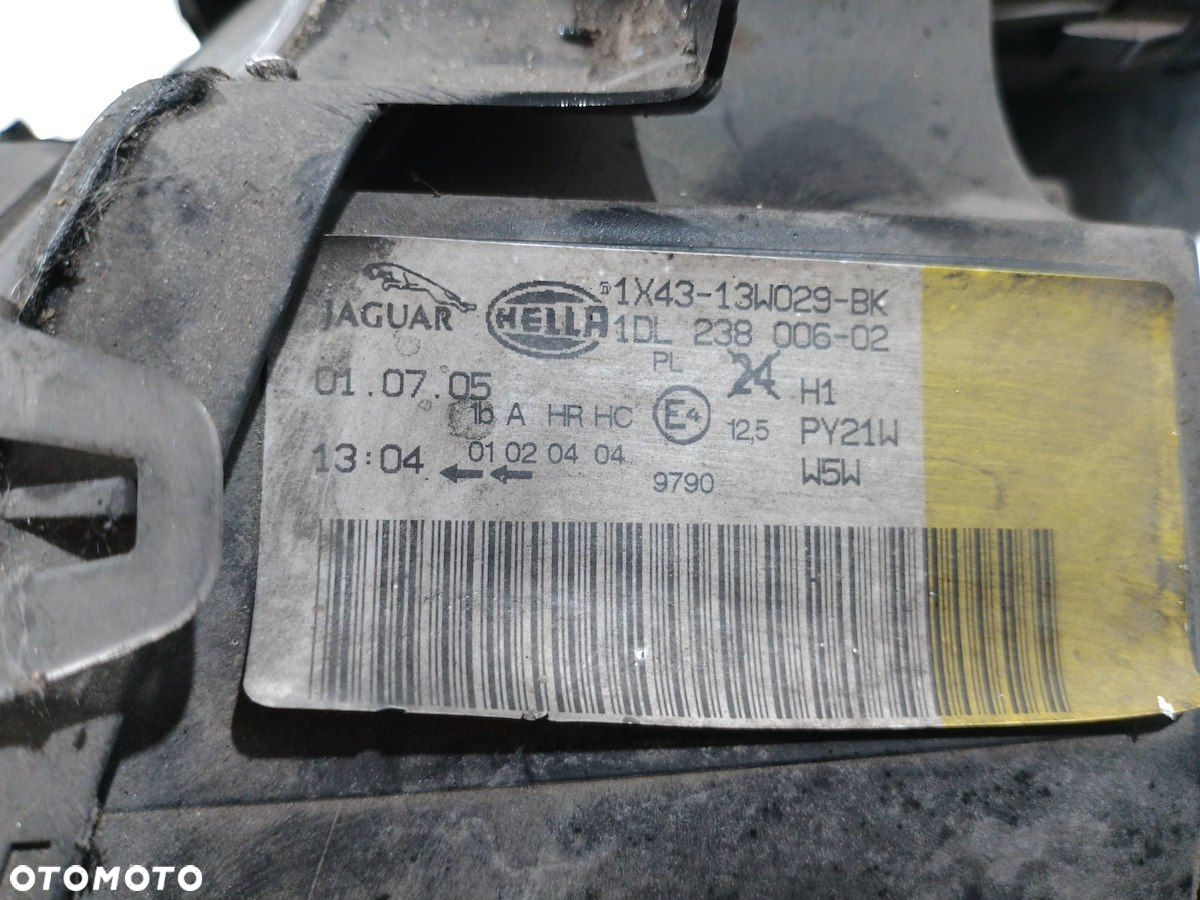 JAGUAR HELLA 1X43-13W029-BK
1DL 238 006-02
01.07.05 PL 24 H1
1b A HR HC E4 12,5 PY21W
13:04 01 02 04 04 9790 W5W
OTOMOTO